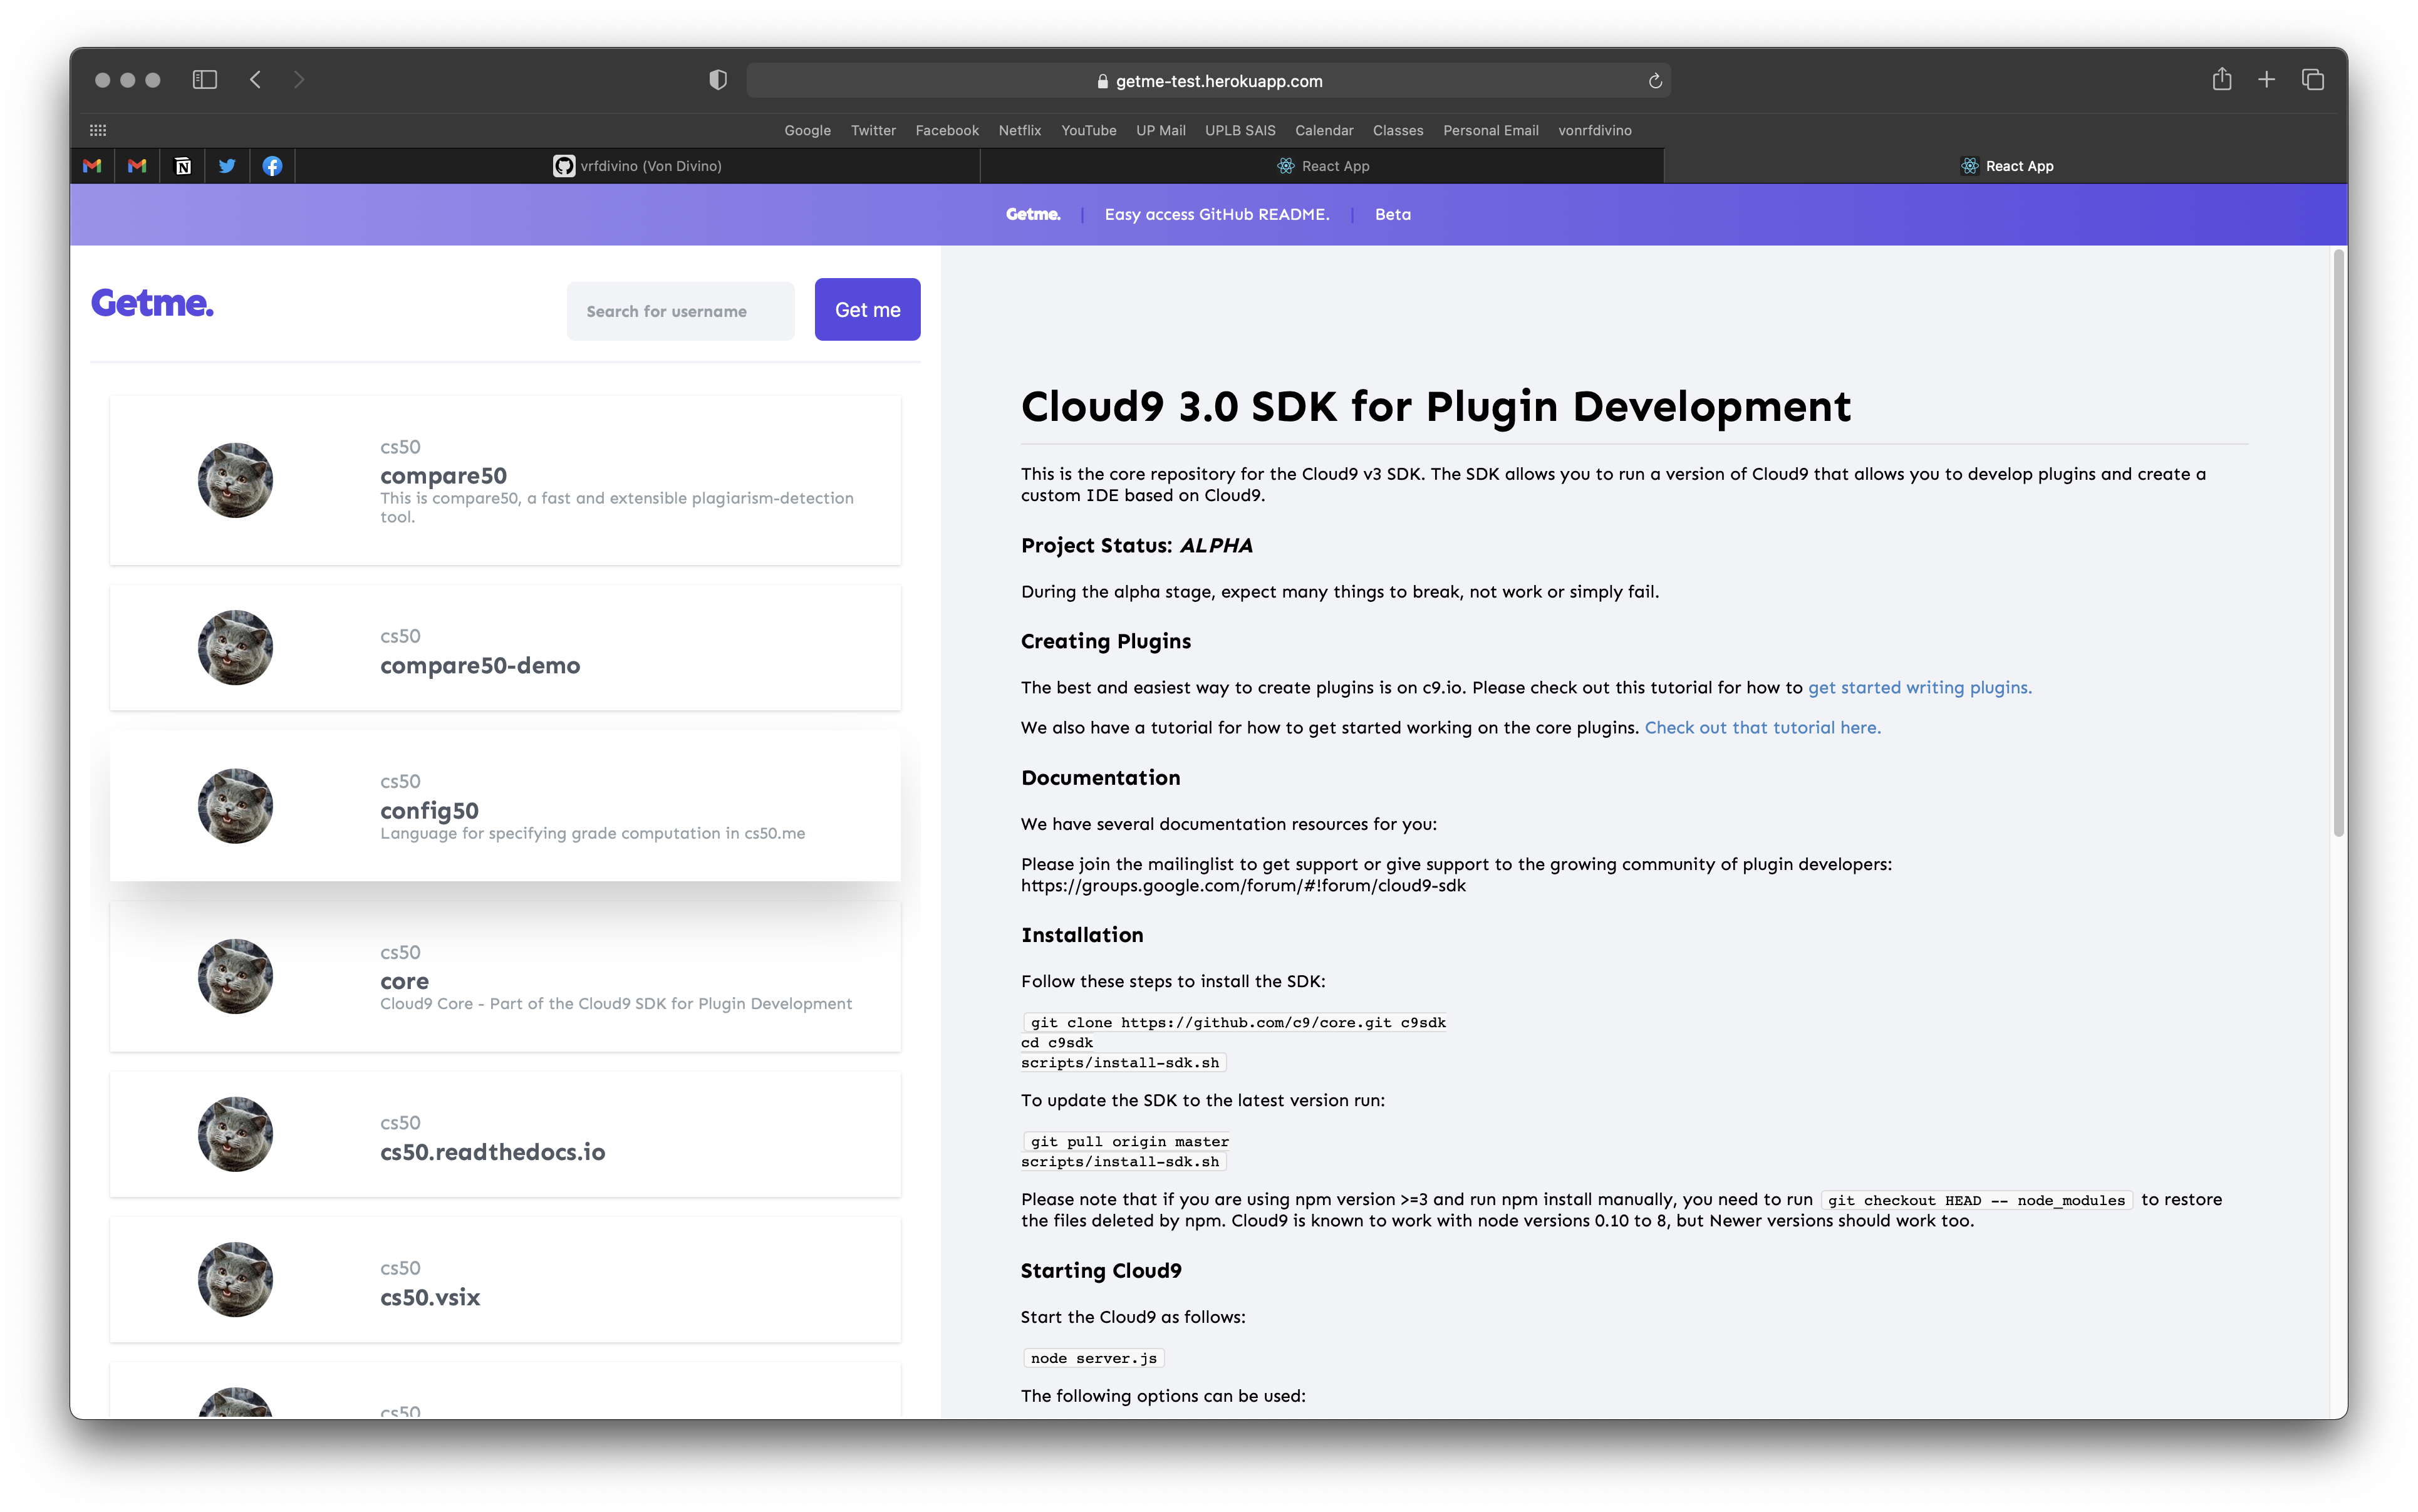 getme-test.herokuapp.com
Google Twitter Facebook Netflix YouTube UP Mail UPLB SAIS Calendar Classes Personal Email vonrfdivino
vrfdivino (Von Divino) React App React App
Getme. | Easy access GitHub README. | Beta
Getme.
Search for username
Get me
cs50
compare50
This is compare50, a fast and extensible plagiarism-detection
tool.
cs50
compare50-demo
cs50
config50
Language for specifying grade computation in cs50.me
cs50
core
Cloud9 Core - Part of the Cloud9 SDK for Plugin Development
cs50
cs50.readthedocs.io
cs50
cs50.vsix
cs50
Cloud9 3.0 SDK for Plugin Development
This is the core repository for the Cloud9 v3 SDK. The SDK allows you to run a version of Cloud9 that allows you to develop plugins and create a
custom IDE based on Cloud9.
Project Status: ALPHA
During the alpha stage, expect many things to break, not work or simply fail.
Creating Plugins
The best and easiest way to create plugins is on c9.io. Please check out this tutorial for how to get started writing plugins.
We also have a tutorial for how to get started working on the core plugins. Check out that tutorial here.
Documentation
We have several documentation resources for you:
Please join the mailinglist to get support or give support to the growing community of plugin developers:
https://groups.google.com/forum/#!forum/cloud9-sdk
Installation
Follow these steps to install the SDK:
git clone https://github.com/c9/core.git c9sdk
cd c9sdk
scripts/install-sdk.sh
To update the SDK to the latest version run:
git pull origin master
scripts/install-sdk.sh
Please note that if you are using npm version >=3 and run npm install manually, you need to run git checkout HEAD -- node_modules to restore
the files deleted by npm. Cloud9 is known to work with node versions 0.10 to 8, but Newer versions should work too.
Starting Cloud9
Start the Cloud9 as follows:
node server.js
The following options can be used: